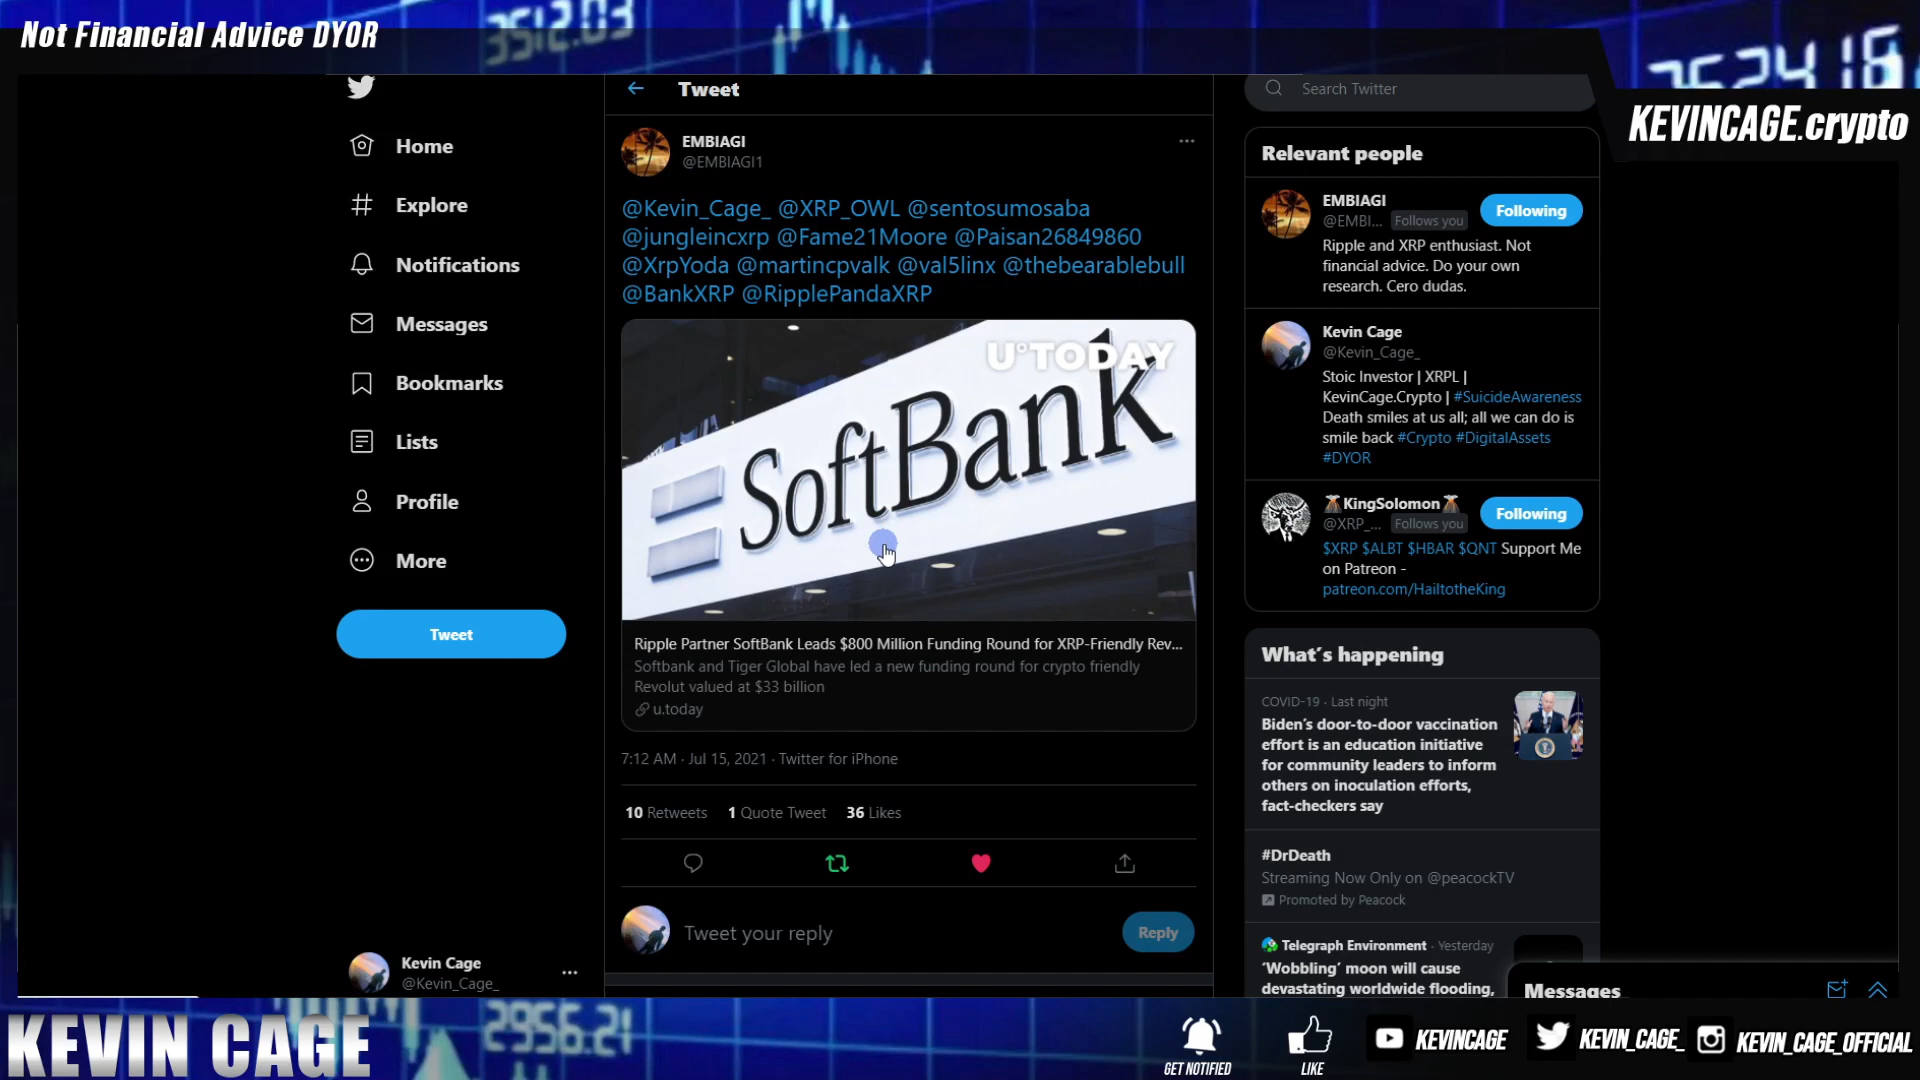 Not Financial Advice DYOR
3512.03
KEVINCAGE.crypto
Home
Explore
Notifications
Messages
Bookmarks
Lists
Profile
More
Tweet
Kevin Cage
@Kevin_Cage_
Tweet
EMBIAGI
@EMBIAGI1
@Kevin_Cage_ @XRP_OWL @sentosumosaba
@jungleincxrp @Fame21Moore @Paisan26849860
@XrpYoda @martincpvalk @val5linx @thebearablebull
@BankXRP @RipplePandaXRP
U°TODAY
SoftBank
Ripple Partner SoftBank Leads $800 Million Funding Round for XRP-Friendly Rev...
Softbank and Tiger Global have led a new funding round for crypto friendly
Revolut valued at $33 billion
u.today
7:12 AM · Jul 15, 2021 · Twitter for iPhone
10 Retweets 1 Quote Tweet 36 Likes
Tweet your reply
Reply
Search Twitter
Relevant people
EMBIAGI
@EMBI... Follows you
Following
Ripple and XRP enthusiast. Not
financial advice. Do your own
research. Cero dudas.
Kevin Cage
@Kevin_Cage_
Stoic Investor | XRPL |
KevinCage.Crypto | #SuicideAwareness
Death smiles at us all; all we can do is
smile back #Crypto #DigitalAssets
#DYOR
KingSolomon
@XRP_... Follows you
Following
$XRP $ALBT $HBAR $QNT Support Me
on Patreon -
patreon.com/HailtotheKing
What's happening
COVID-19 · Last night
Biden's door-to-door vaccination
effort is an education initiative
for community leaders to inform
others on inoculation efforts,
fact-checkers say
#DrDeath
Streaming Now Only on @peacockTV
Promoted by Peacock
Telegraph Environment · Yesterday
'Wobbling' moon will cause
devastating worldwide flooding,
Messages
KEVIN CAGE
2956.21
GET NOTIFIED
LIKE
KEVINCAGE
KEVIN_CAGE_
KEVIN_CAGE_OFFICIAL